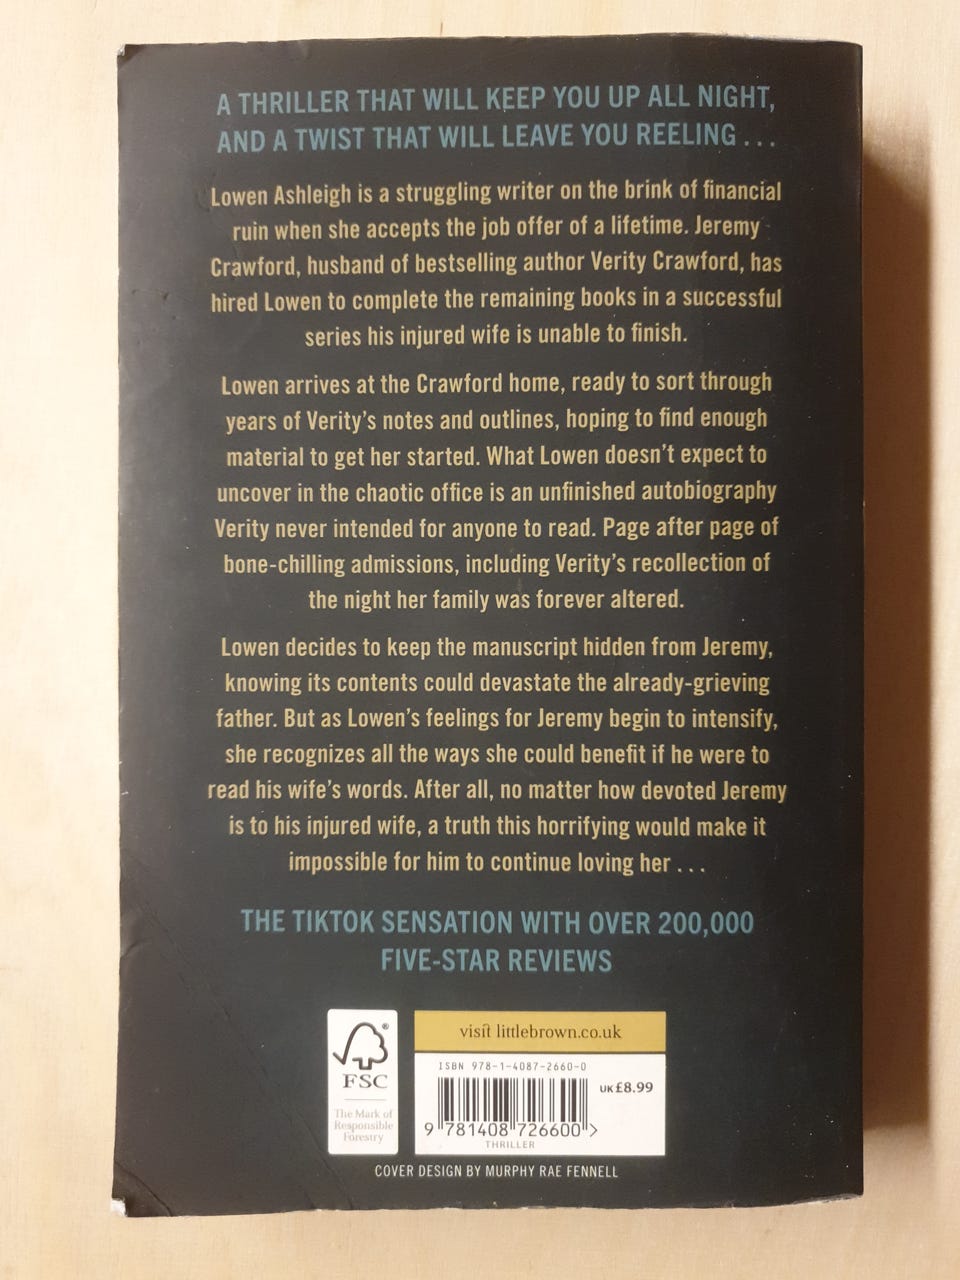 A THRILLER THAT WILL KEEP YOU UP ALL NIGHT,
AND A TWIST THAT WILL LEAVE YOU REELING . . .
Lowen Ashleigh is a struggling writer on the brink of financial
ruin when she accepts the job offer of a lifetime. Jeremy
Crawford, husband of bestselling author Verity Crawford, has
hired Lowen to complete the remaining books in a successful
series his injured wife is unable to finish.
Lowen arrives at the Crawford home, ready to sort through
years of Verity's notes and outlines, hoping to find enough
material to get her started. What Lowen doesn't expect to
uncover in the chaotic office is an unfinished autobiography
Verity never intended for anyone to read. Page after page of
bone-chilling admissions, including Verity's recollection of
the night her family was forever altered.
Lowen decides to keep the manuscript hidden from Jeremy,
knowing its contents could devastate the already-grieving
father. But as Lowen's feelings for Jeremy begin to intensify,
she recognizes all the ways she could benefit if he were to
read his wife's words. After all, no matter how devoted Jeremy
is to his injured wife, a truth this horrifying would make it
impossible for him to continue loving her . . .
THE TIKTOK SENSATION WITH OVER 200,000
FIVE-STAR REVIEWS
®
FSC
The Mark of
Responsible
Forestry
visit littlebrown.co.uk
ISBN 978-1-4087-2660-0
UK £8.99
9 781408 726600 >
THRILLER
COVER DESIGN BY MURPHY RAE FENNELL